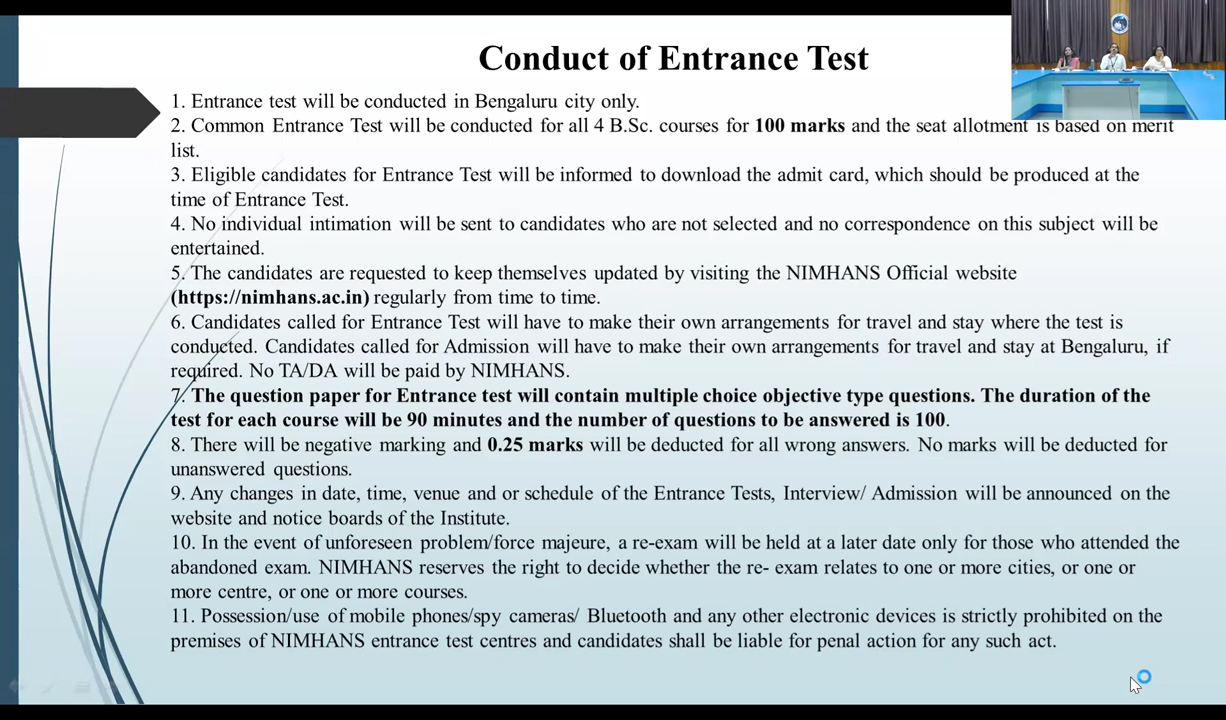 Conduct of Entrance Test
1. Entrance test will be conducted in Bengaluru city only.
2. Common Entrance Test will be conducted for all 4 B.Sc. courses for 100 marks and the seat allotment is based on merit
list.
3. Eligible candidates for Entrance Test will be informed to download the admit card, which should be produced at the
time of Entrance Test.
4. No individual intimation will be sent to candidates who are not selected and no correspondence on this subject will be
entertained.
5. The candidates are requested to keep themselves updated by visiting the NIMHANS Official website
(https://nimhans.ac.in) regularly from time to time.
6. Candidates called for Entrance Test will have to make their own arrangements for travel and stay where the test is
conducted. Candidates called for Admission will have to make their own arrangements for travel and stay at Bengaluru, if
required. No TA/DA will be paid by NIMHANS.
7. The question paper for Entrance test will contain multiple choice objective type questions. The duration of the
test for each course will be 90 minutes and the number of questions to be answered is 100.
8. There will be negative marking and 0.25 marks will be deducted for all wrong answers. No marks will be deducted for
unanswered questions.
9. Any changes in date, time, venue and or schedule of the Entrance Tests, Interview/ Admission will be announced on the
website and notice boards of the Institute.
10. In the event of unforeseen problem/force majeure, a re-exam will be held at a later date only for those who attended the
abandoned exam. NIMHANS reserves the right to decide whether the re- exam relates to one or more cities, or one or
more centre, or one or more courses.
11. Possession/use of mobile phones/spy cameras/ Bluetooth and any other electronic devices is strictly prohibited on the
premises of NIMHANS entrance test centres and candidates shall be liable for penal action for any such act.